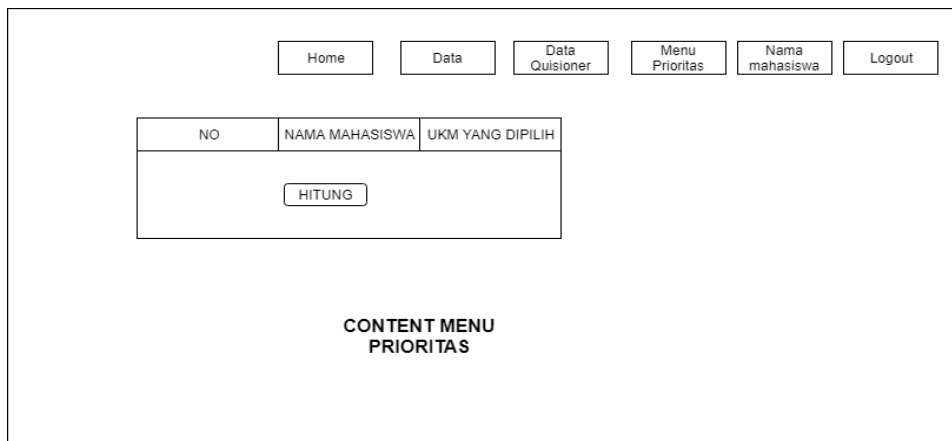 Home
Data
Data
Quisioner
Menu
Prioritas
Nama
mahasiswa
Logout
NO
NAMA MAHASISWA
UKM YANG DIPILIH
HITUNG
CONTENT MENU
PRIORITAS